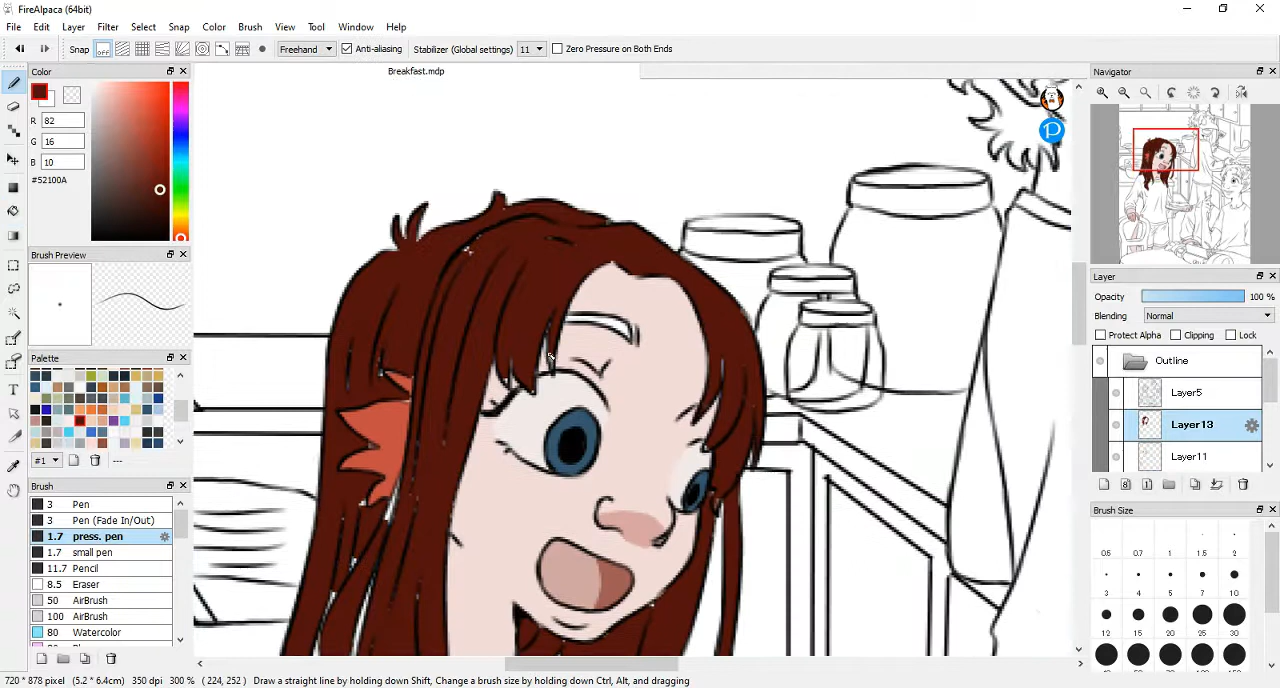 FireAlpaca (64bit)
File Edit Layer Filter Select Snap Color Brush View Tool Window Help
Snap OFF Freehand Anti-aliasing Stabilizer (Global settings) 11 Zero Pressure on Both Ends
Color
R 82
G 16
B 10
#52100A
Brush Preview
Palette
#1 ---
Brush
3 Pen
3 Pen (Fade In/Out)
1.7 press. pen
1.7 small pen
11.7 Pencil
8.5 Eraser
50 AirBrush
100 AirBrush
80 Watercolor
Breakfast.mdp
Navigator
Layer
Opacity 100 %
Blending Normal
Protect Alpha Clipping Lock
Outline
Layer5
Layer13
Layer11
Brush Size
0.5 0.7 1 1.5 2
3 4 5 7 10
12 15 20 25 30
720 * 878 pixel (5.2 * 6.4cm) 350 dpi 300 % ( 224, 252 ) Draw a straight line by holding down Shift, Change a brush size by holding down Ctrl, Alt, and dragging